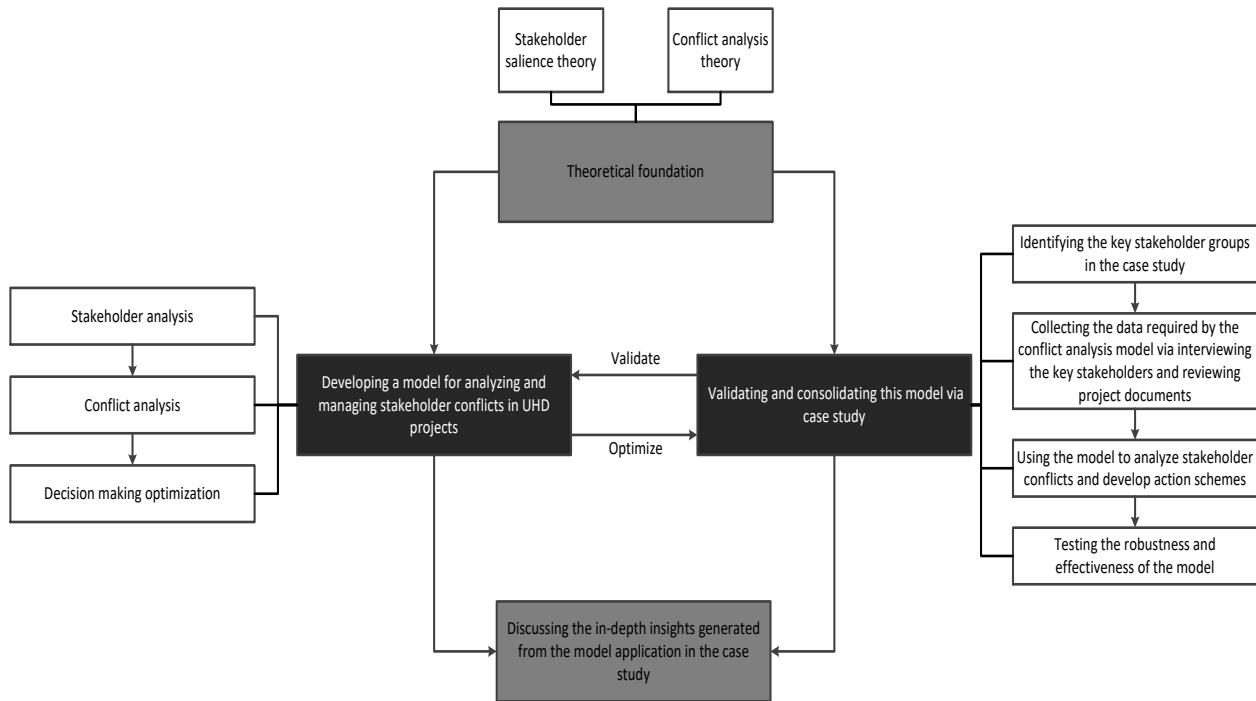 Stakeholder
salience theory
Conflict analysis
theory
Theoretical foundation
Stakeholder analysis
Conflict analysis
Decision making optimization
Developing a model for analyzing and
managing stakeholder conflicts in UHD
projects
Validate
Optimize
Validating and consolidating this model via
case study
Identifying the key stakeholder groups
in the case study
Collecting the data required by the
conflict analysis model via interviewing
the key stakeholders and reviewing
project documents
Using the model to analyze stakeholder
conflicts and develop action schemes
Testing the robustness and
effectiveness of the model
Discussing the in-depth insights generated
from the model application in the case
study